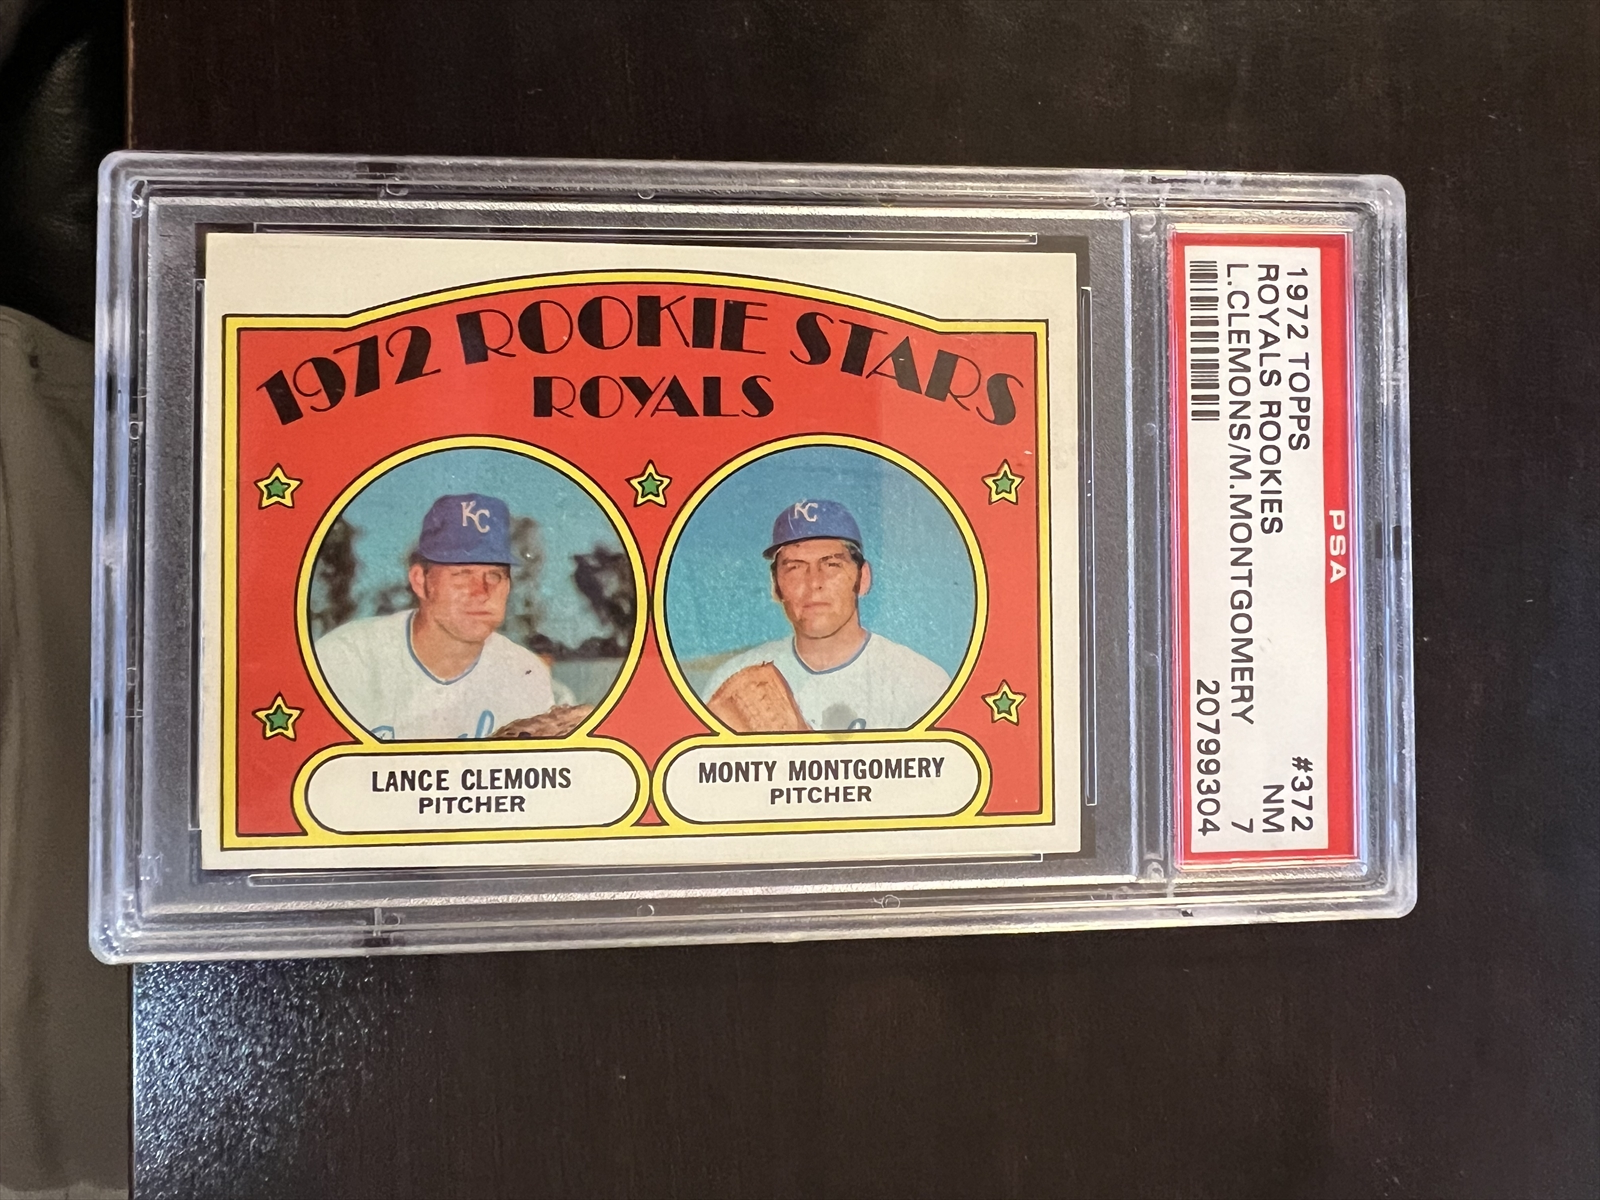 1972 ROOKIE STARS
ROYALS
KC
KC
LANCE CLEMONS
PITCHER
MONTY MONTGOMERY
PITCHER
PSA
1972 TOPPS #372
ROYALS ROOKIES NM
L.CLEMONS/M.MONTGOMERY 7
20799304